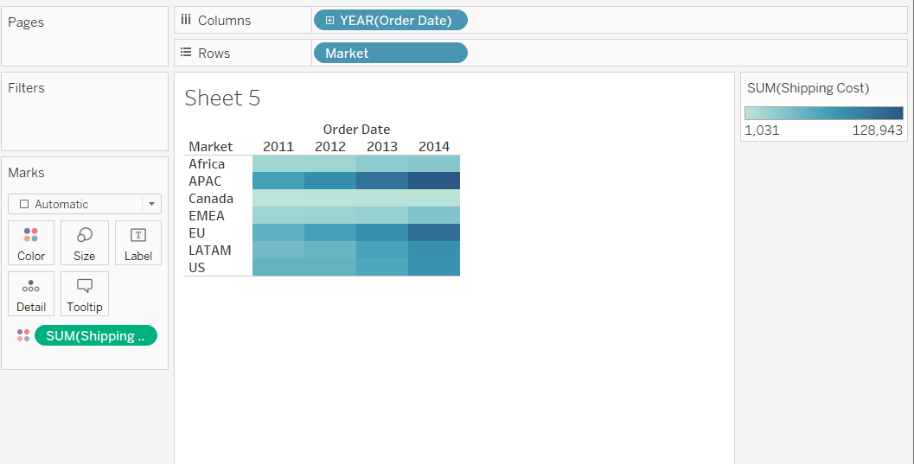 Pages
Columns
YEAR(Order Date)
Rows
Market
Filters
Sheet 5
SUM(Shipping Cost)
1,031 128,943
Order Date
Market 2011 2012 2013 2014
Africa
APAC
Canada
EMEA
EU
LATAM
US
Marks
Automatic
Color Size Label
Detail Tooltip
SUM(Shipping ..